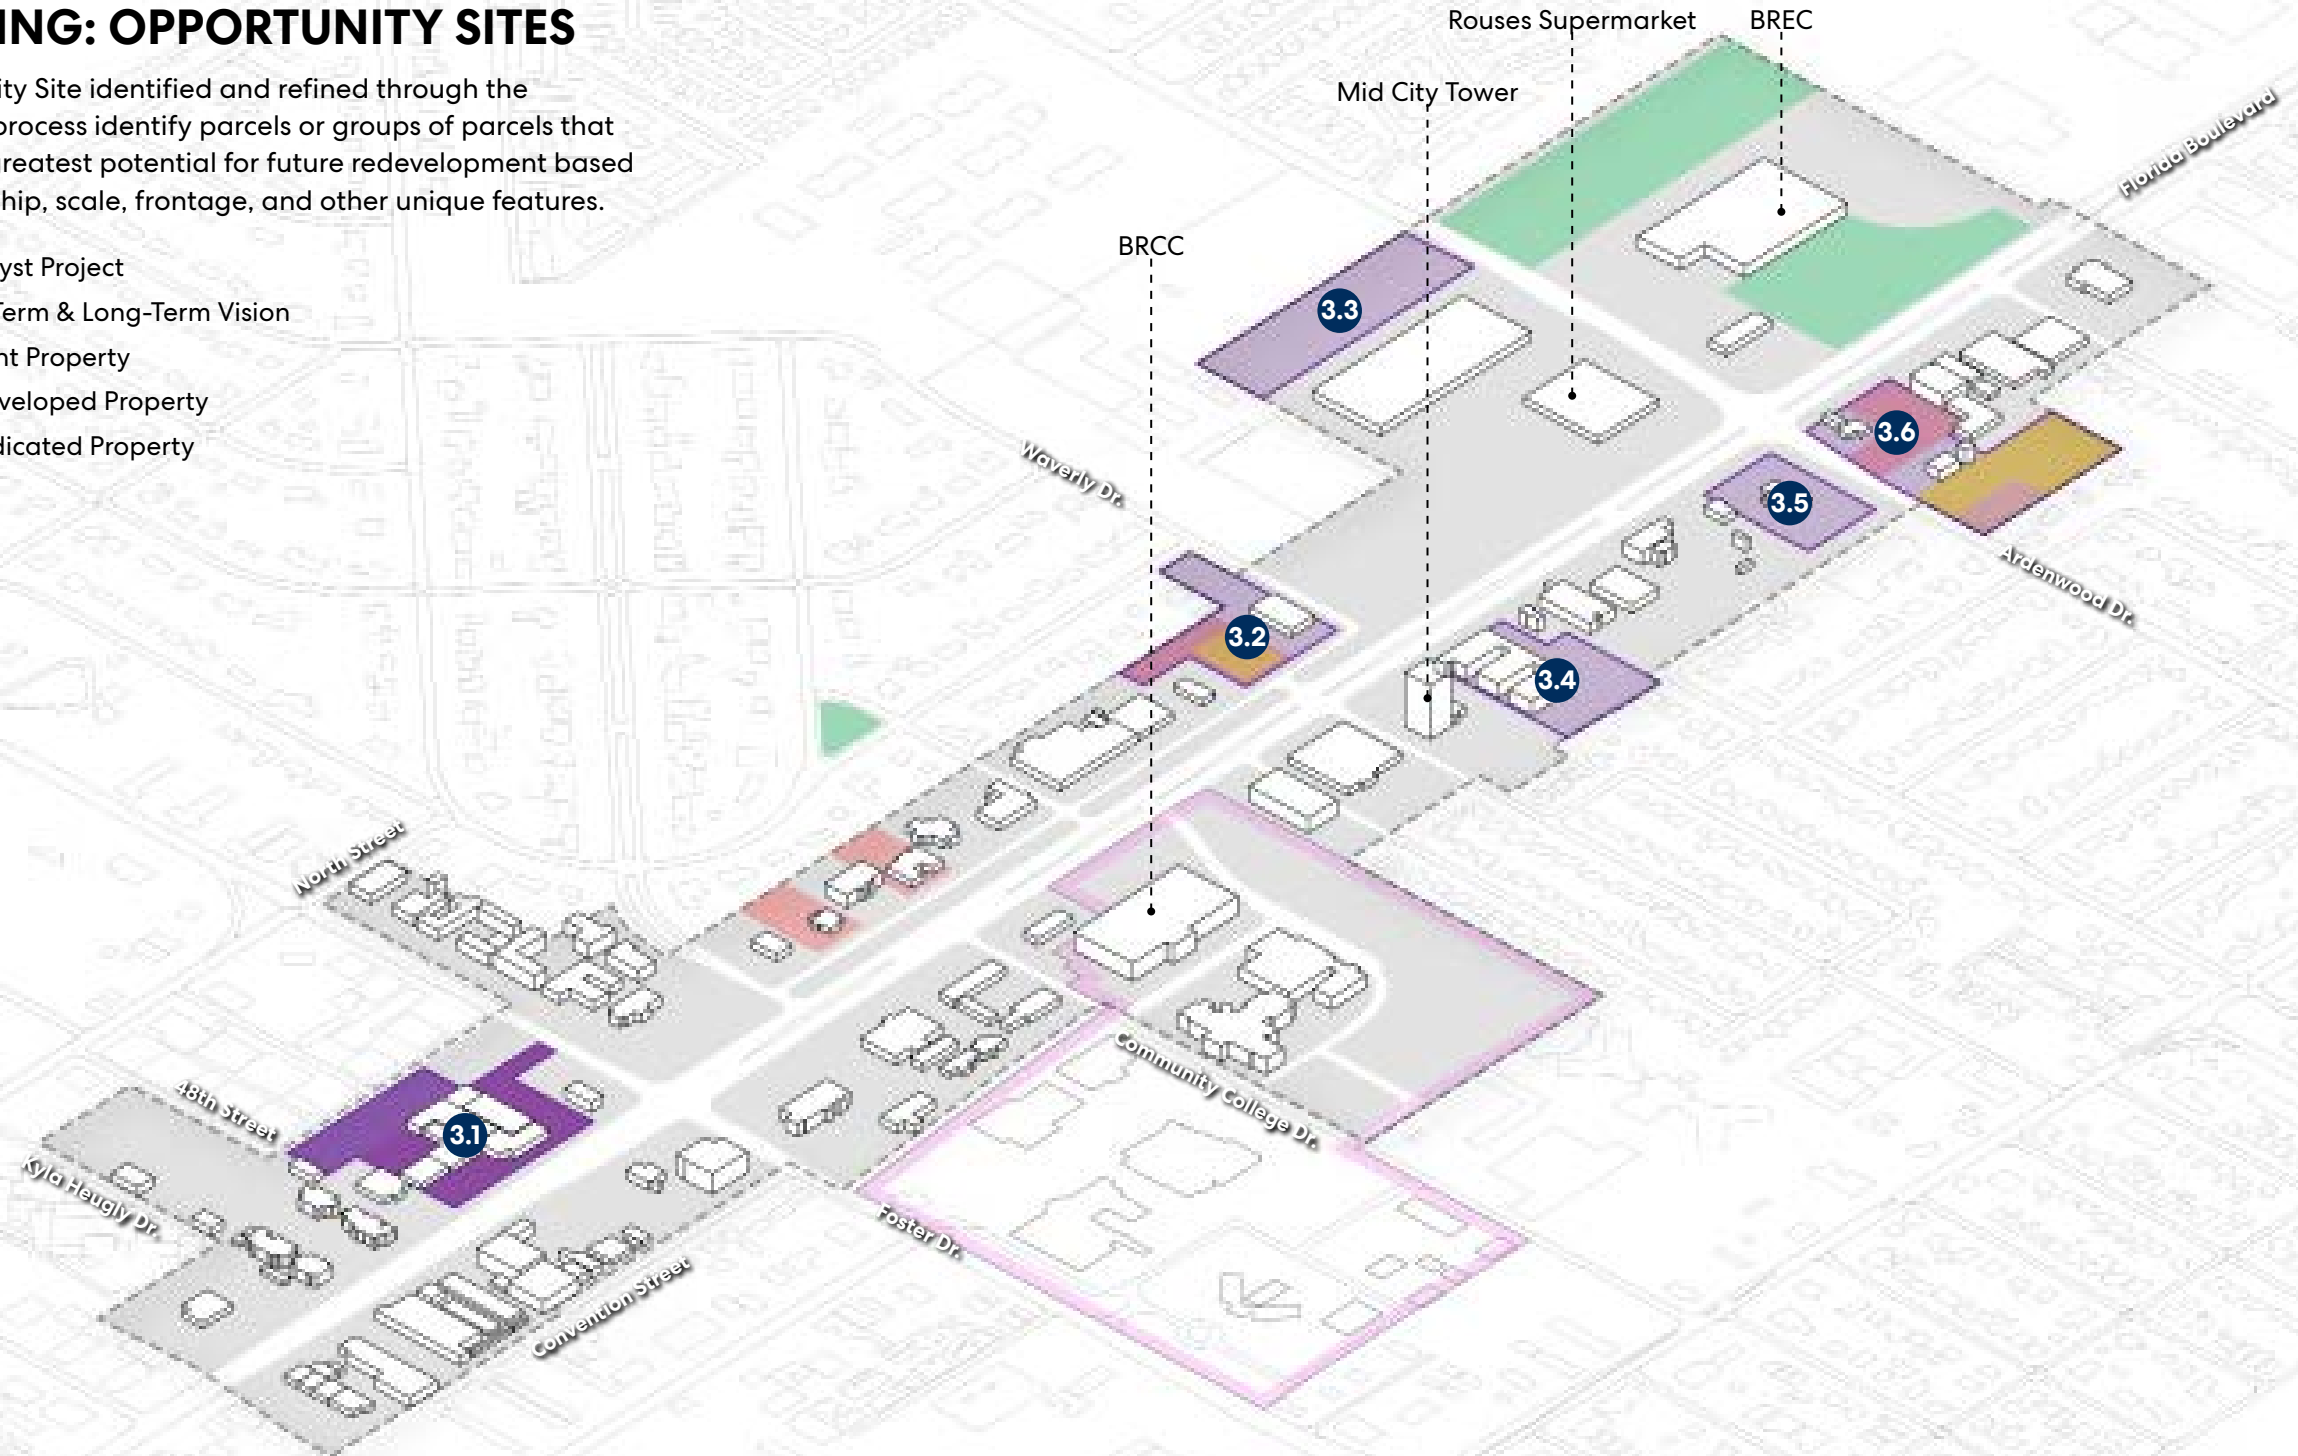 ING: OPPORTUNITY SITES
ity Site identified and refined through the
process identify parcels or groups of parcels that
reatest potential for future redevelopment based
hip, scale, frontage, and other unique features.
yst Project
Term & Long-Term Vision
nt Property
veloped Property
dicated Property
Rouses Supermarket
BREC
Mid City Tower
BRCC
Florida Boulevard
3.3
3.6
Waverly Dr.
3.5
Ardenwood Dr.
3.2
3.4
North Street
Community College Dr.
48th Street
3.1
Kyla Heugly Dr.
Foster Dr.
Convention Street